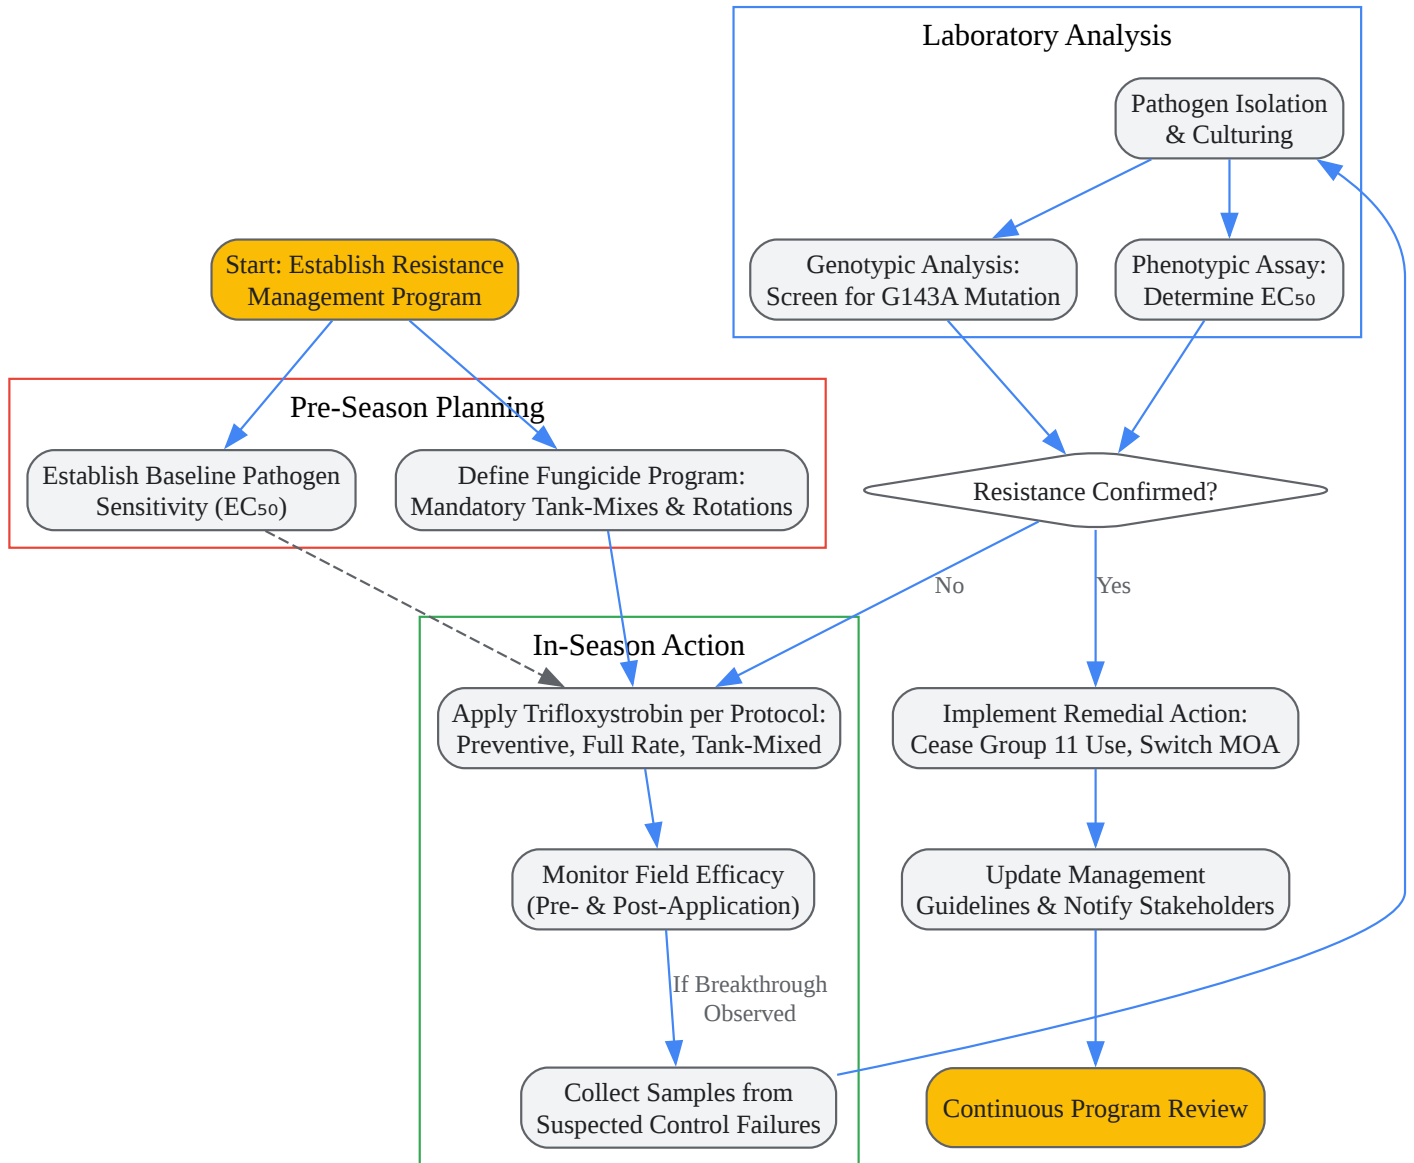 Laboratory Analysis
Pathogen Isolation
& Culturing
Genotypic Analysis:
Screen for G143A Mutation
Phenotypic Assay:
Determine EC₅₀
Start: Establish Resistance
Management Program
Pre-Season Planning
Establish Baseline Pathogen
Sensitivity (EC₅₀)
Define Fungicide Program:
Mandatory Tank-Mixes & Rotations
Resistance Confirmed?
No
Yes
In-Season Action
Apply Trifloxystrobin per Protocol:
Preventive, Full Rate, Tank-Mixed
Implement Remedial Action:
Cease Group 11 Use, Switch MOA
Monitor Field Efficacy
(Pre- & Post-Application)
Update Management
Guidelines & Notify Stakeholders
If Breakthrough
Observed
Collect Samples from
Suspected Control Failures
Continuous Program Review